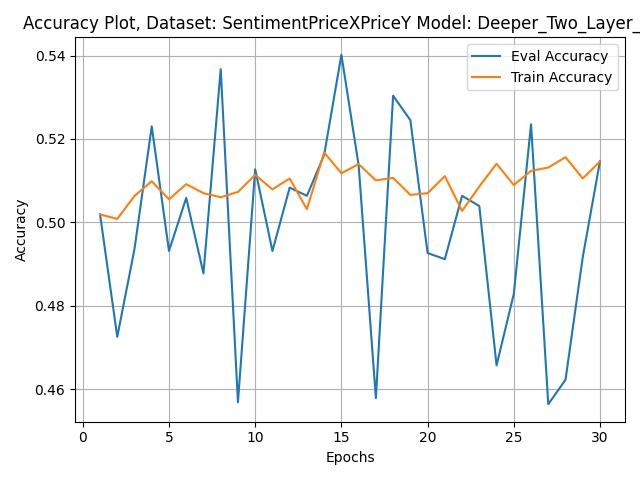 Accuracy Plot, Dataset: SentimentPriceXPriceY Model: Deeper_Two_Layer_
Eval Accuracy
Train Accuracy
0.54
0.52
0.50
0.48
0.46
Accuracy
0 5 10 15 20 25 30
Epochs